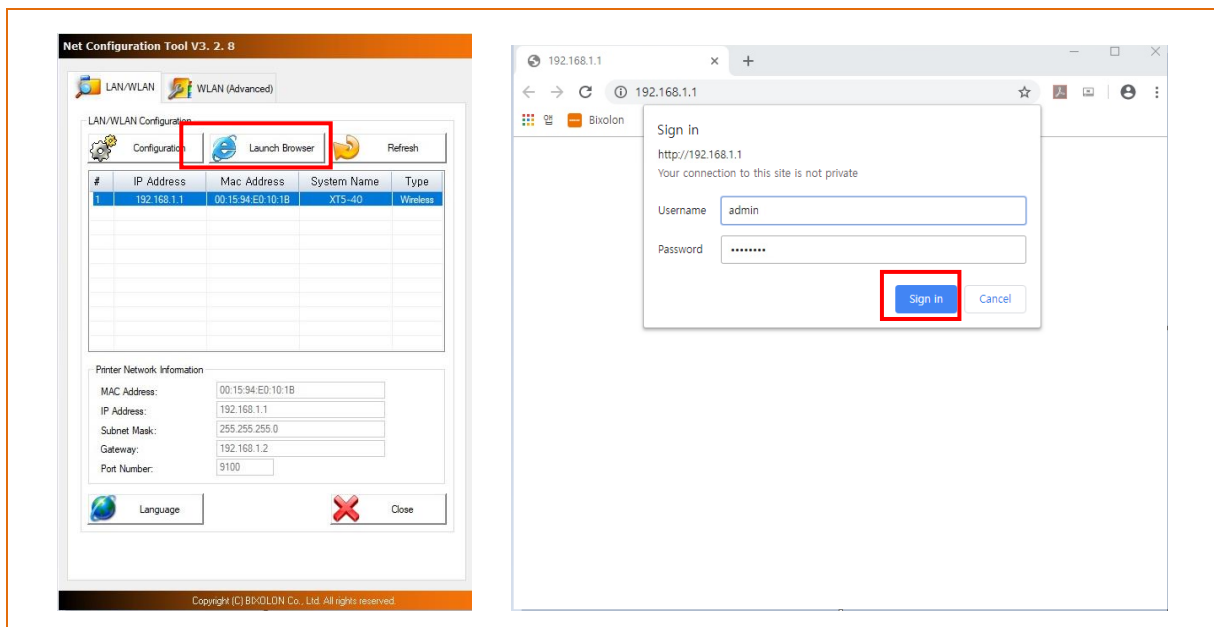 Net Configuration Tool V3. 2. 8
LAN/WLAN
WLAN (Advanced)
LAN/WLAN Configuration
Configuration
Launch Browser
Refresh
# IP Address Mac Address System Name Type
1 192.168.1.1 00:15:94:E0:10:1B XT5-40 Wireless
Printer Network Information
MAC Address: 00:15:94:E0:10:1B
IP Address: 192.168.1.1
Subnet Mask: 255.255.255.0
Gateway: 192.168.1.2
Port Number: 9100
Language
Close
Copyright (C) BIXOLON Co., Ltd. All rights reserved.
192.168.1.1
192.168.1.1
앱 Bixolon
Sign in
http://192.168.1.1
Your connection to this site is not private
Username admin
Password ••••••••
Sign in Cancel